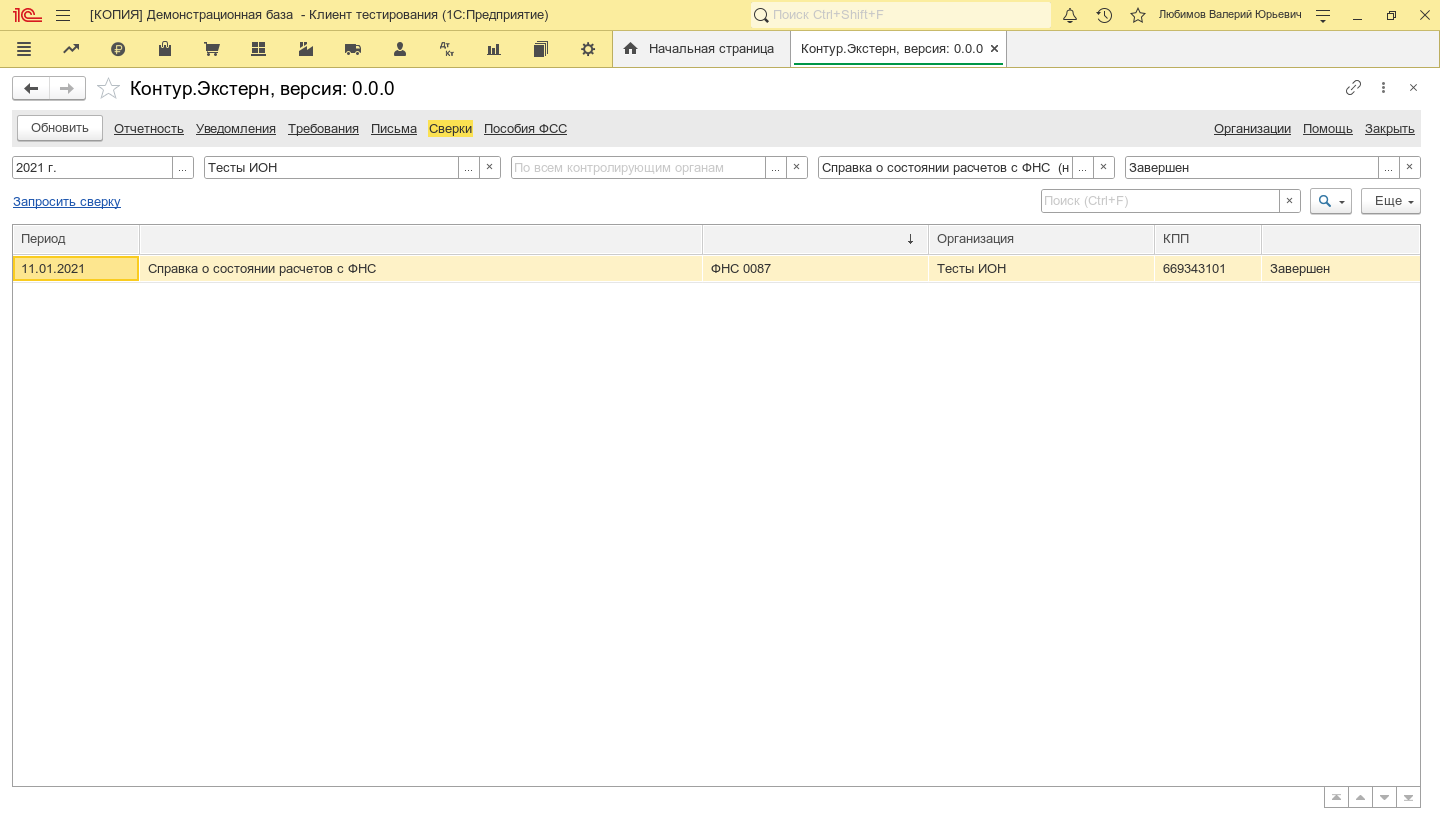 [КОПИЯ] Демонстрационная база - Клиент тестирования (1С:Предприятие)
Поиск Ctrl+Shift+F
Любимов Валерий Юрьевич
Дт Кт
Начальная страница
Контур.Экстерн, версия: 0.0.0
Контур.Экстерн, версия: 0.0.0
Обновить Отчетность Уведомления Требования Письма Сверки Пособия ФСС Организации Помощь Закрыть
2021 г. ... Тесты ИОН ... По всем контролирующим органам ... Справка о состоянии расчетов с ФНС (н ... Завершен ...
Запросить сверку Поиск (Ctrl+F) Еще
Период Организация КПП
11.01.2021 Справка о состоянии расчетов с ФНС ФНС 0087 Тесты ИОН 669343101 Завершен